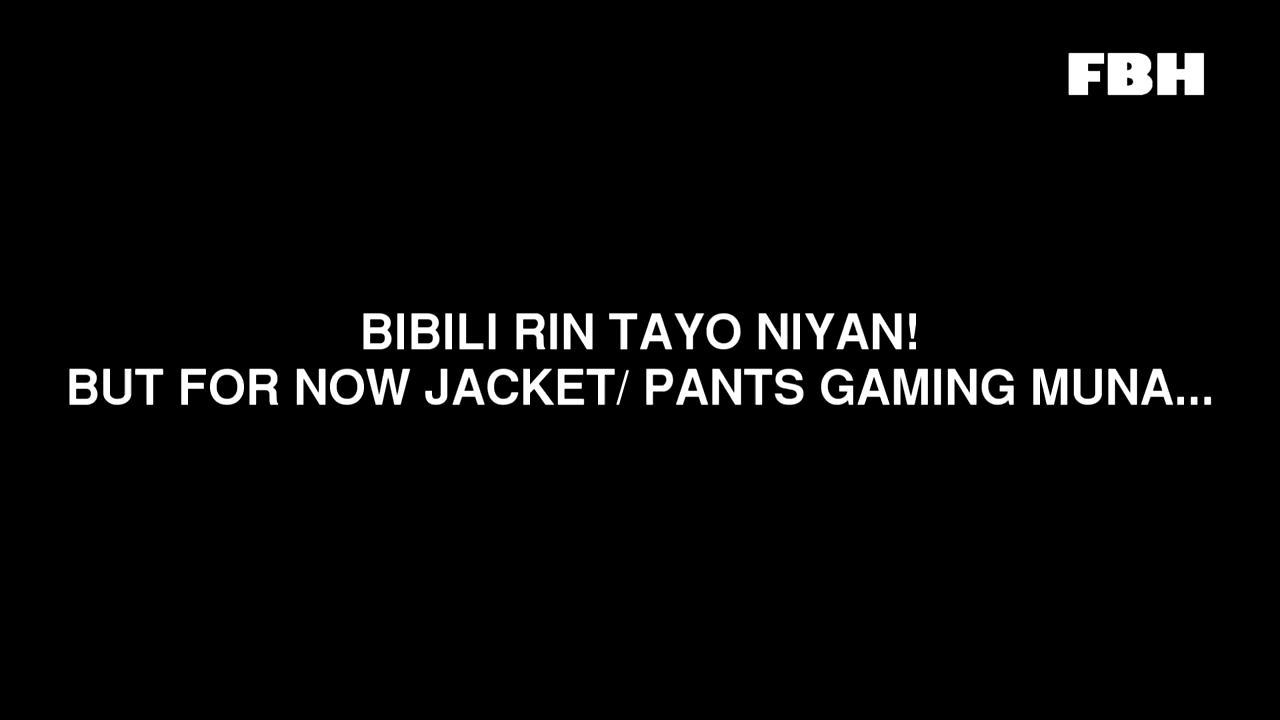 FBH
BIBILI RIN TAYO NIYAN!
BUT FOR NOW JACKET/ PANTS GAMING MUNA...